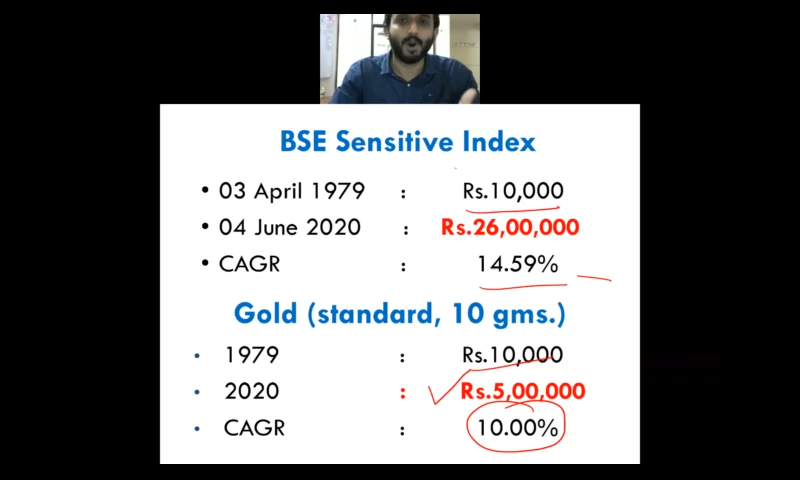 BSE Sensitive Index
• 03 April 1979 : Rs.10,000
• 04 June 2020 : Rs.26,00,000
• CAGR : 14.59%
Gold (standard, 10 gms.)
• 1979 : Rs.10,000
• 2020 : Rs.5,00,000
• CAGR : 10.00%